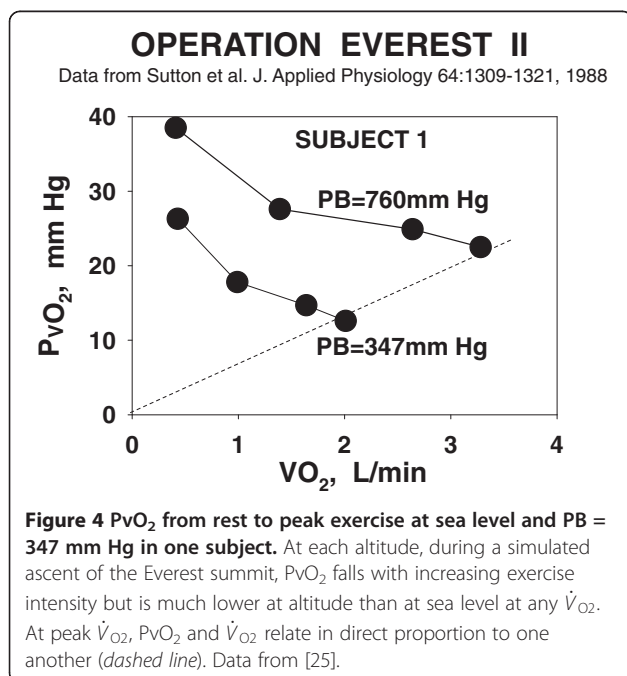 OPERATION EVEREST II
Data from Sutton et al. J. Applied Physiology 64:1309-1321, 1988
40
SUBJECT 1
PB=760mm Hg
30
PvO₂, mm Hg
20
10
PB=347mm Hg
0
0 1 2 3 4
VO₂, L/min
Figure 4 PvO₂ from rest to peak exercise at sea level and PB =
347 mm Hg in one subject. At each altitude, during a simulated
ascent of the Everest summit, PvO₂ falls with increasing exercise
intensity but is much lower at altitude than at sea level at any V̇O2.
At peak V̇O2, PvO₂ and V̇O2 relate in direct proportion to one
another (dashed line). Data from [25].